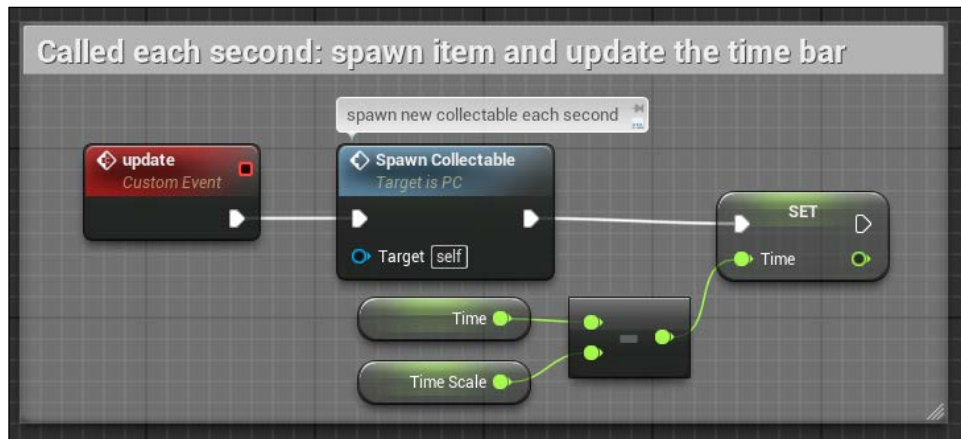 Called each second: spawn item and update the time bar
spawn new collectable each second
update
Custom Event
Spawn Collectable
Target is PC
Target self
SET
Time
Time
Time Scale